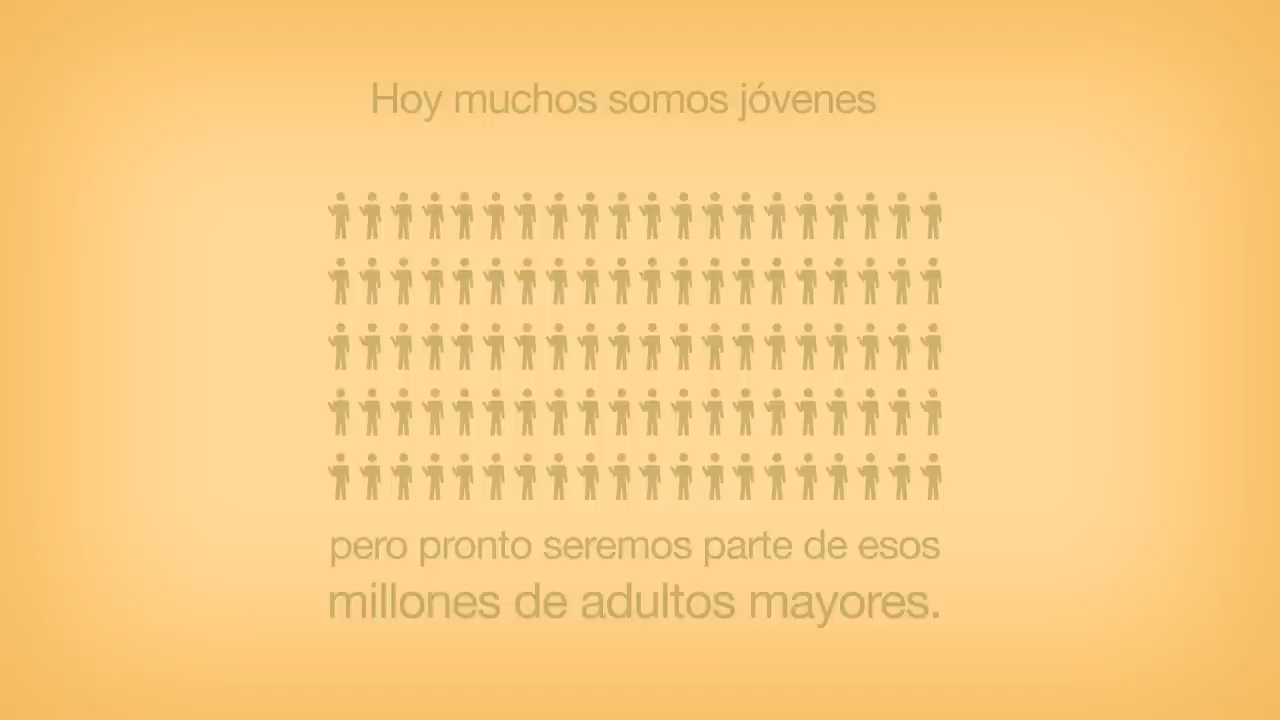 Hoy muchos somos jóvenes
pero pronto seremos parte de esos
millones de adultos mayores.